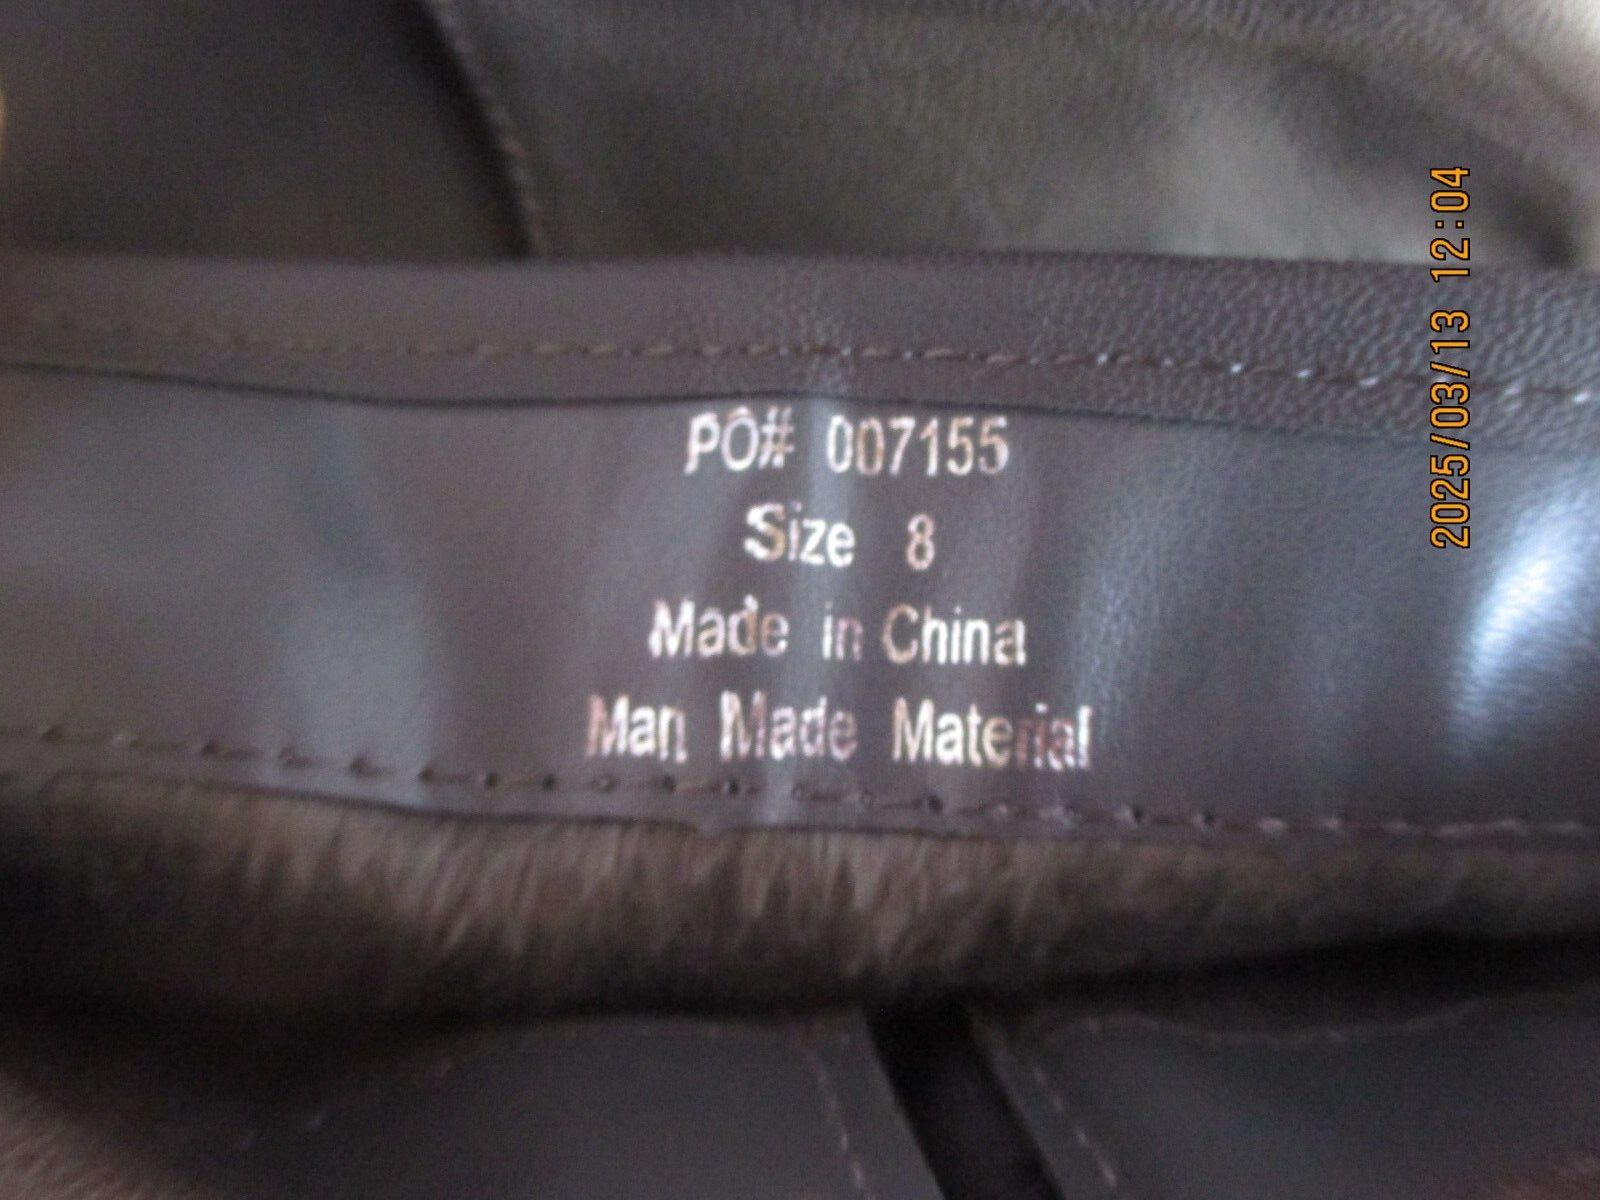 PO# 007155
Size 8
Made in China
Man Made Material
2025/03/13 12:04